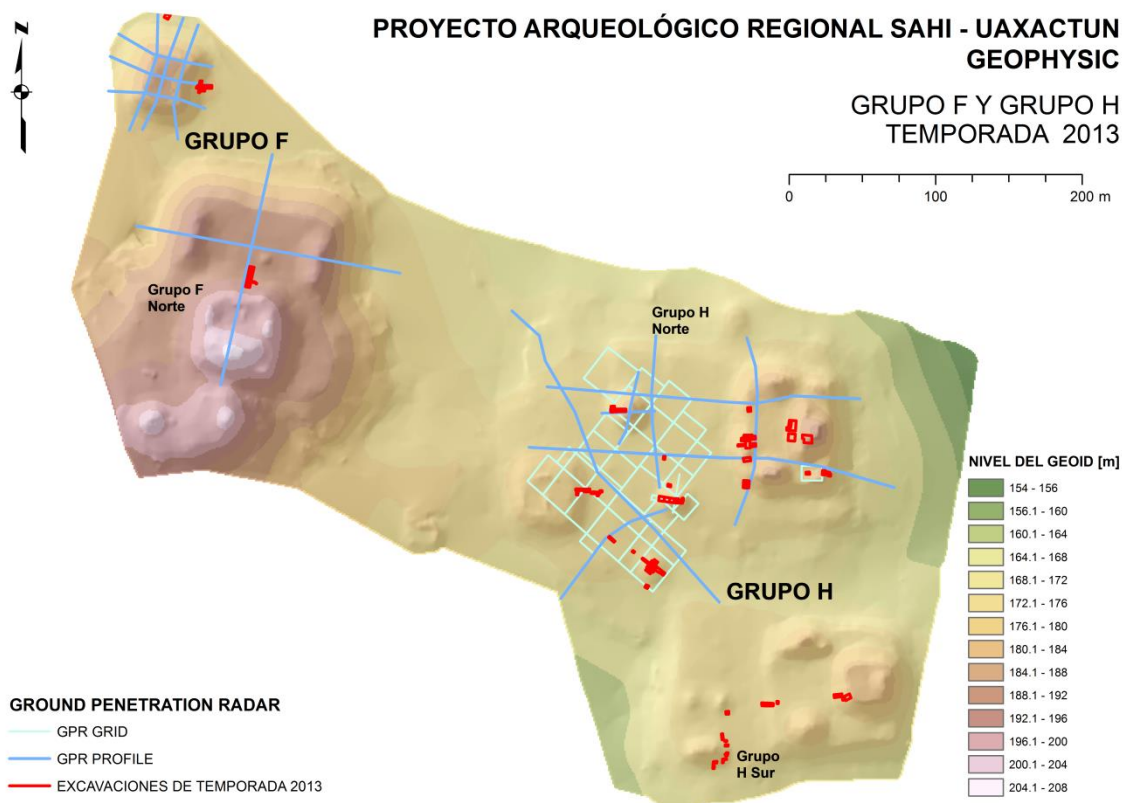 PROYECTO ARQUEOLÓGICO REGIONAL SAHI - UAXACTUN
GEOPHYSIC
GRUPO F Y GRUPO H
TEMPORADA 2013
0 100 200 m
N
GRUPO F
Grupo F
Norte
Grupo H
Norte
GRUPO H
Grupo
H Sur
NIVEL DEL GEOID [m]
154 - 156
156.1 - 160
160.1 - 164
164.1 - 168
168.1 - 172
172.1 - 176
176.1 - 180
180.1 - 184
184.1 - 188
188.1 - 192
192.1 - 196
196.1 - 200
200.1 - 204
204.1 - 208
GROUND PENETRATION RADAR
GPR GRID
GPR PROFILE
EXCAVACIONES DE TEMPORADA 2013